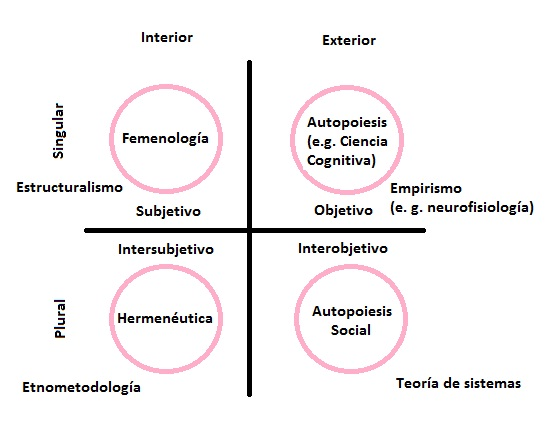 Interior
Exterior
Singular
Femenología
Autopoiesis
(e.g. Ciencia
Cognitiva)
Estructuralismo
Empirismo
(e. g. neurofisiología)
Subjetivo
Objetivo
Intersubjetivo
Interobjetivo
Plural
Hermenéutica
Autopoiesis
Social
Etnometodología
Teoría de sistemas